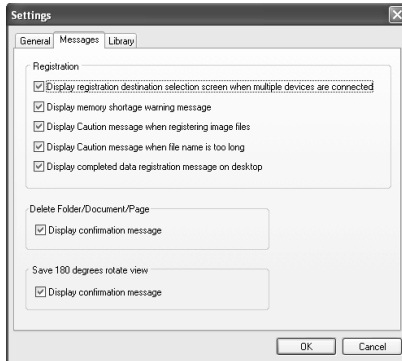 Settings
General Messages Library
Registration
Display registration destination selection screen when multiple devices are connected
Display memory shortage warning message
Display Caution message when registering image files
Display Caution message when file name is too long
Display completed data registration message on desktop
Delete Folder/Document/Page
Display confirmation message
Save 180 degrees rotate view
Display confirmation message
OK Cancel